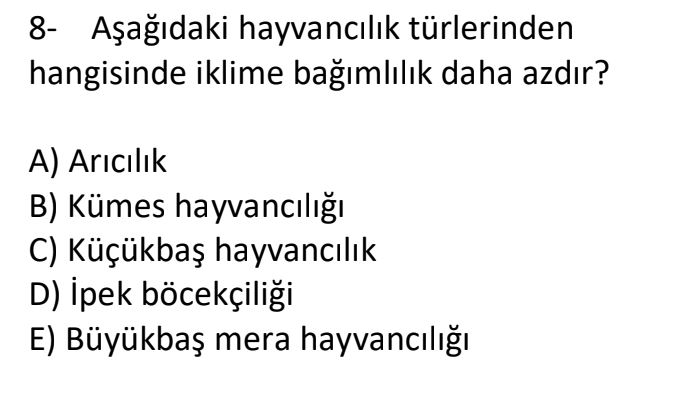 8- Aşağıdaki hayvancılık türlerinden
hangisinde iklime bağımlılık daha azdır?
A) Arıcılık
B) Kümes hayvancılığı
C) Küçükbaş hayvancılık
D) İpek böcekçiliği
E) Büyükbaş mera hayvancılığı